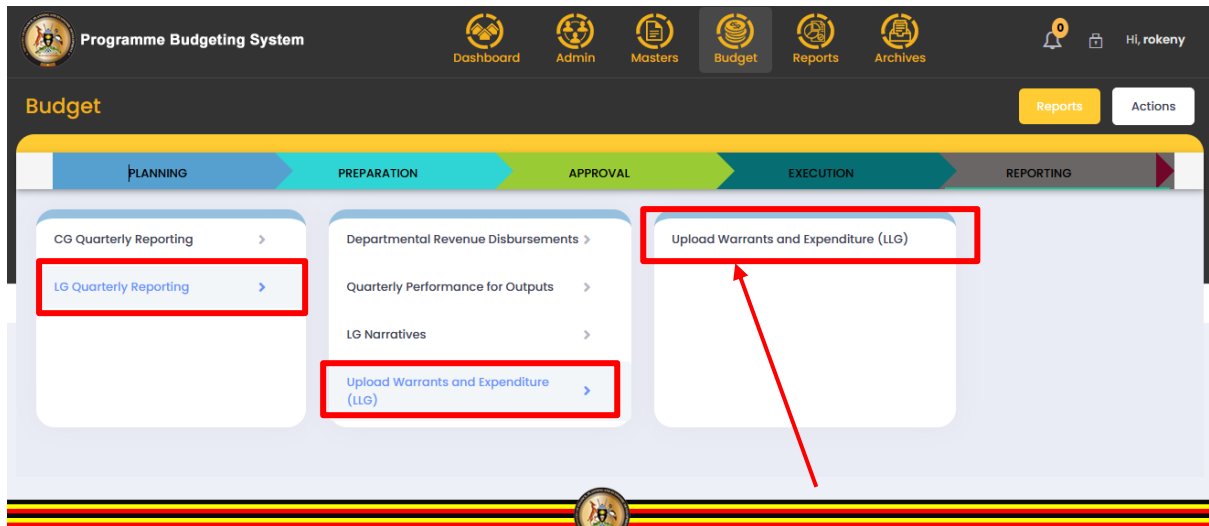 Programme Budgeting System
Dashboard
Admin
Masters
Budget
Reports
Archives
0
Hi, rokeny
Budget
Reports
Actions
PLANNING
PREPARATION
APPROVAL
EXECUTION
REPORTING
CG Quarterly Reporting
LG Quarterly Reporting
Departmental Revenue Disbursements
Quarterly Performance for Outputs
LG Narratives
Upload Warrants and Expenditure
(LLG)
Upload Warrants and Expenditure (LLG)